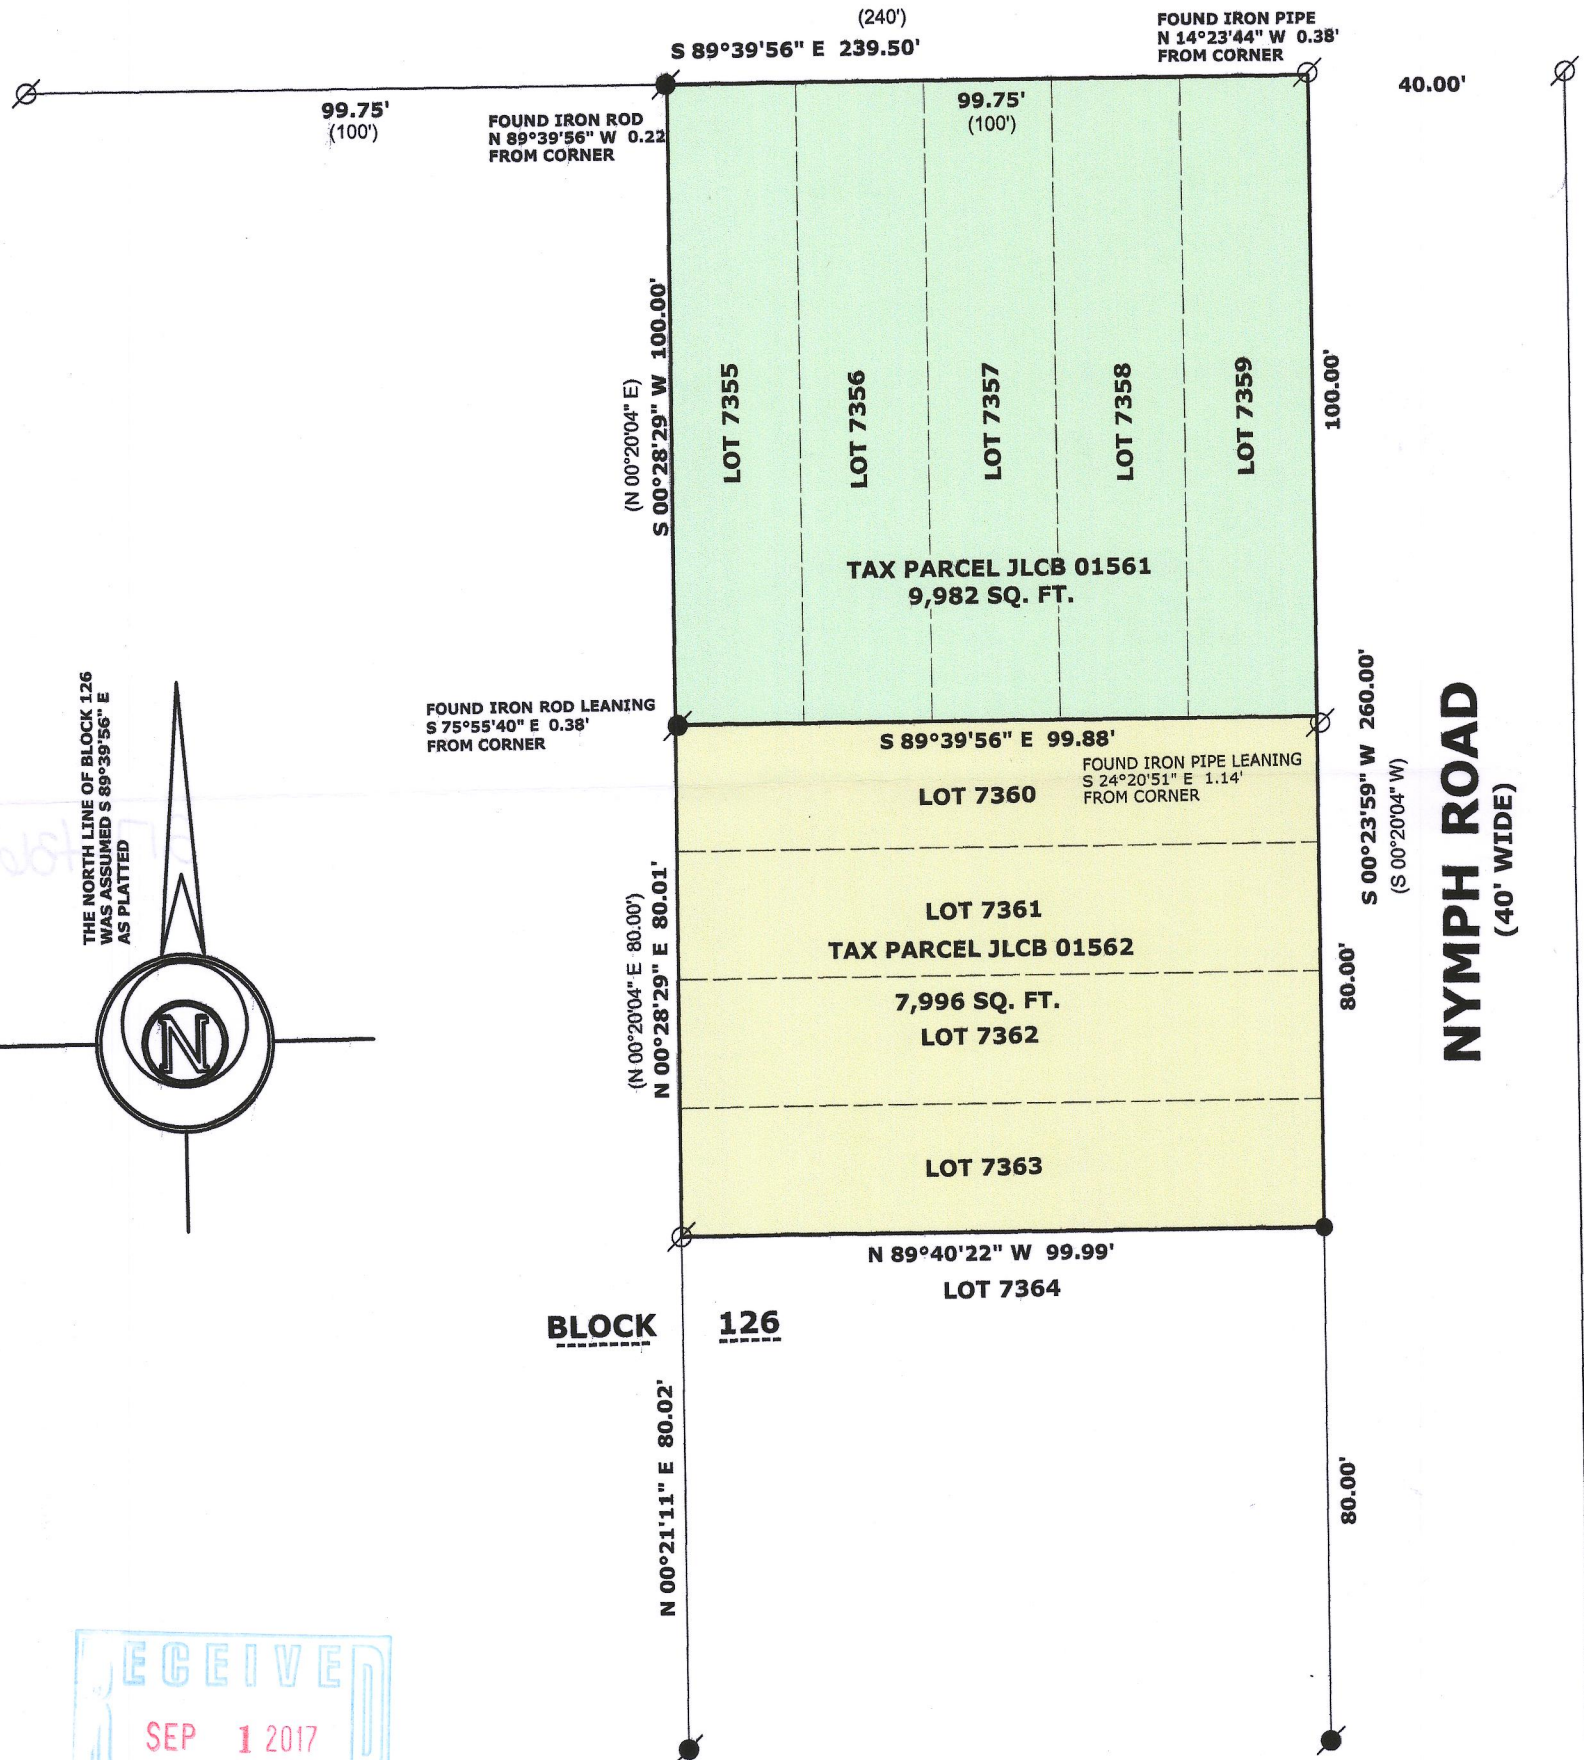 (240')
S 89°39'56" E 239.50'
FOUND IRON PIPE
N 14°23'44" W 0.38'
FROM CORNER
40.00'
99.75'
(100')
FOUND IRON ROD
N 89°39'56" W 0.22
FROM CORNER
99.75'
(100')
(N 00°20'04" E)
S 00°28'29" W 100.00'
LOT 7355
LOT 7356
LOT 7357
LOT 7358
LOT 7359
100.00'
TAX PARCEL JLCB 01561
9,982 SQ. FT.
THE NORTH LINE OF BLOCK 126
WAS ASSUMED S 89°39'56" E
AS PLATTED
FOUND IRON ROD LEANING
S 75°55'40" E 0.38'
FROM CORNER
S 89°39'56" E 99.88'
FOUND IRON PIPE LEANING
S 24°20'51" E 1.14'
FROM CORNER
LOT 7360
S 00°23'59" W 260.00'
(S 00°20'04" W)
NYMPH ROAD
(40' WIDE)
(N 00°20'04" E 80.00')
N 00°28'29" E 80.01'
LOT 7361
TAX PARCEL JLCB 01562
7,996 SQ. FT.
LOT 7362
80.00'
N
LOT 7363
N 89°40'22" W 99.99'
LOT 7364
BLOCK 126
N 00°21'11" E 80.02'
80.00'
RECEIVED
SEP 1 2017